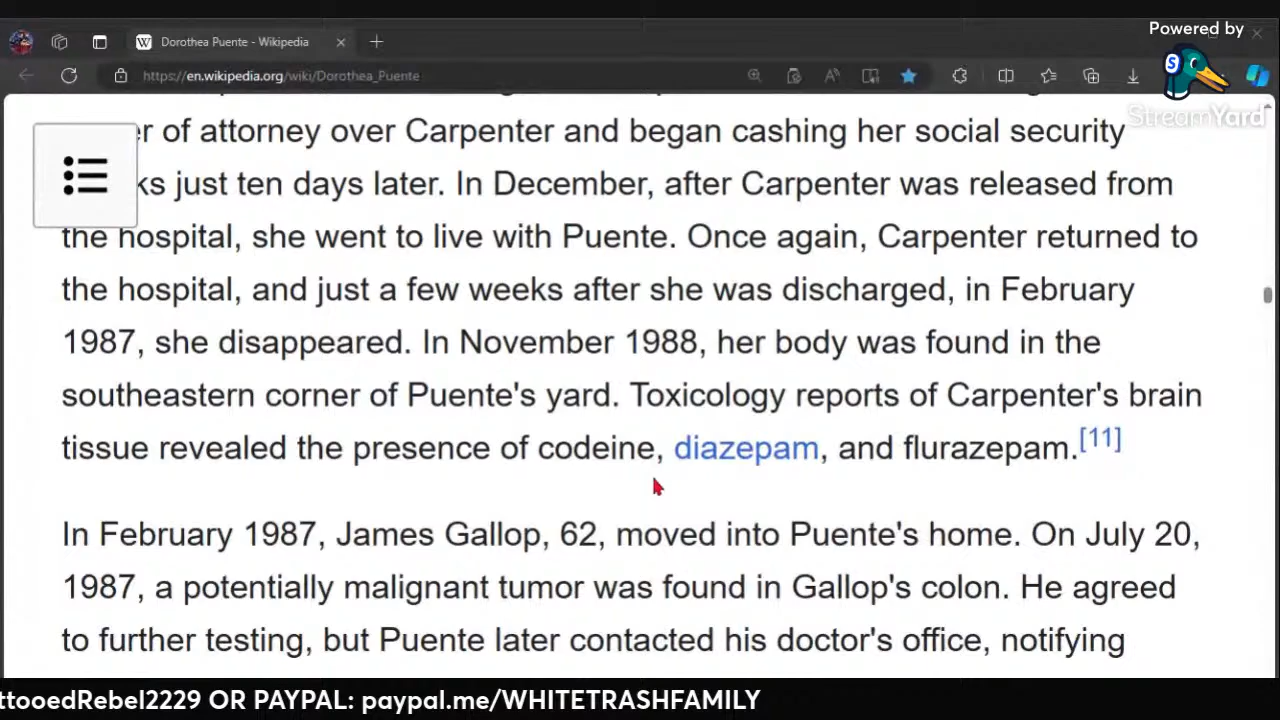 Powered by
Dorothea Puente - Wikipedia
https://en.wikipedia.org/wiki/Dorothea_Puente
StreamYard
er of attorney over Carpenter and began cashing her social security
ks just ten days later. In December, after Carpenter was released from
the hospital, she went to live with Puente. Once again, Carpenter returned to
the hospital, and just a few weeks after she was discharged, in February
1987, she disappeared. In November 1988, her body was found in the
southeastern corner of Puente's yard. Toxicology reports of Carpenter's brain
tissue revealed the presence of codeine, diazepam, and flurazepam.[11]
In February 1987, James Gallop, 62, moved into Puente's home. On July 20,
1987, a potentially malignant tumor was found in Gallop's colon. He agreed
to further testing, but Puente later contacted his doctor's office, notifying
ttooedRebel2229 OR PAYPAL: paypal.me/WHITETRASHFAMILY